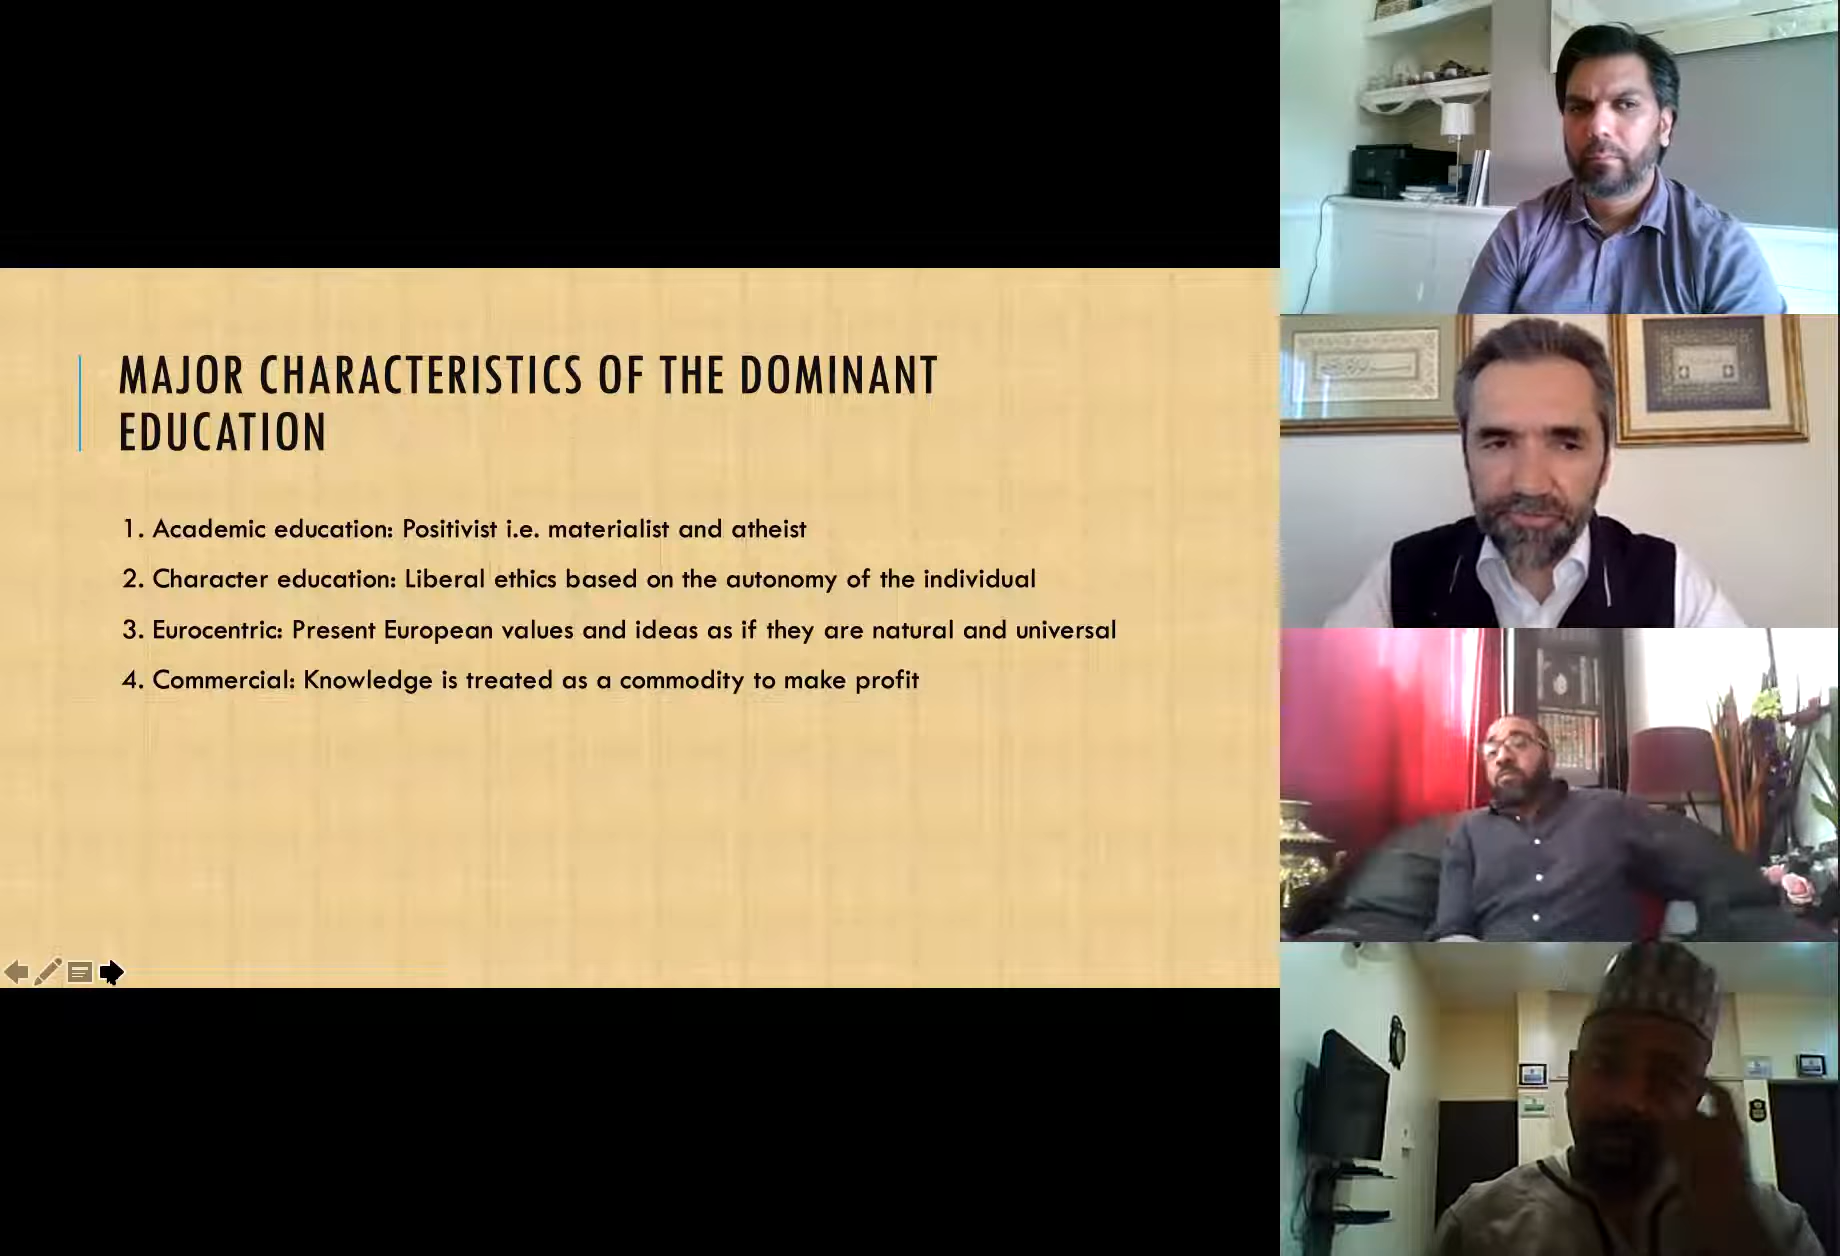 MAJOR CHARACTERISTICS OF THE DOMINANT
EDUCATION
1. Academic education: Positivist i.e. materialist and atheist
2. Character education: Liberal ethics based on the autonomy of the individual
3. Eurocentric: Present European values and ideas as if they are natural and universal
4. Commercial: Knowledge is treated as a commodity to make profit